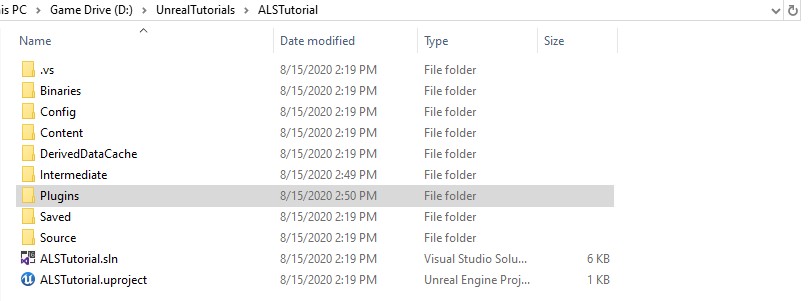 is PC > Game Drive (D:) > UnrealTutorials > ALSTutorial
Name Date modified Type Size
.vs 8/15/2020 2:19 PM File folder
Binaries 8/15/2020 2:19 PM File folder
Config 8/15/2020 2:19 PM File folder
Content 8/15/2020 2:19 PM File folder
DerivedDataCache 8/15/2020 2:19 PM File folder
Intermediate 8/15/2020 2:49 PM File folder
Plugins 8/15/2020 2:50 PM File folder
Saved 8/15/2020 2:19 PM File folder
Source 8/15/2020 2:19 PM File folder
ALSTutorial.sln 8/15/2020 2:19 PM Visual Studio Solu... 6 KB
ALSTutorial.uproject 8/15/2020 2:19 PM Unreal Engine Proj... 1 KB